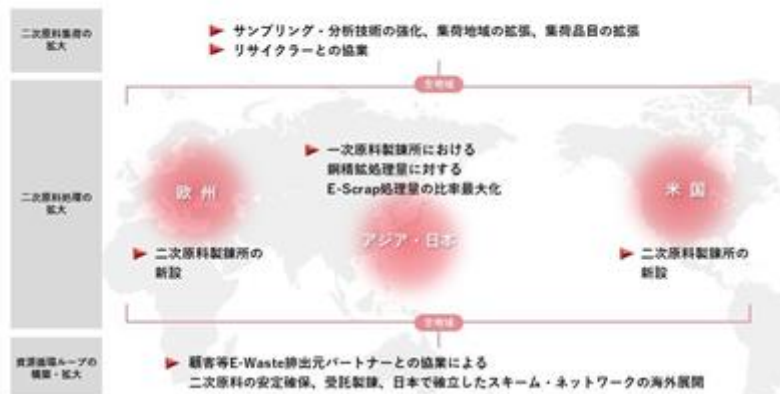 二次原料集荷の
拡大
サンプリング・分析技術の強化、集荷地域の拡張、集荷品目の拡張
リサイクラーとの協業
全地域
二次原料処理の
拡大
一次原料製錬所における
銅精鉱処理量に対する
E-Scrap処理量の比率最大化
欧州
アジア・日本
米国
二次原料製錬所の
新設
二次原料製錬所の
新設
全地域
資源循環ループの
構築・拡大
顧客等E-Waste排出元パートナーとの協業による
二次原料の安定確保、受託製錬、日本で確立したスキーム・ネットワークの海外展開